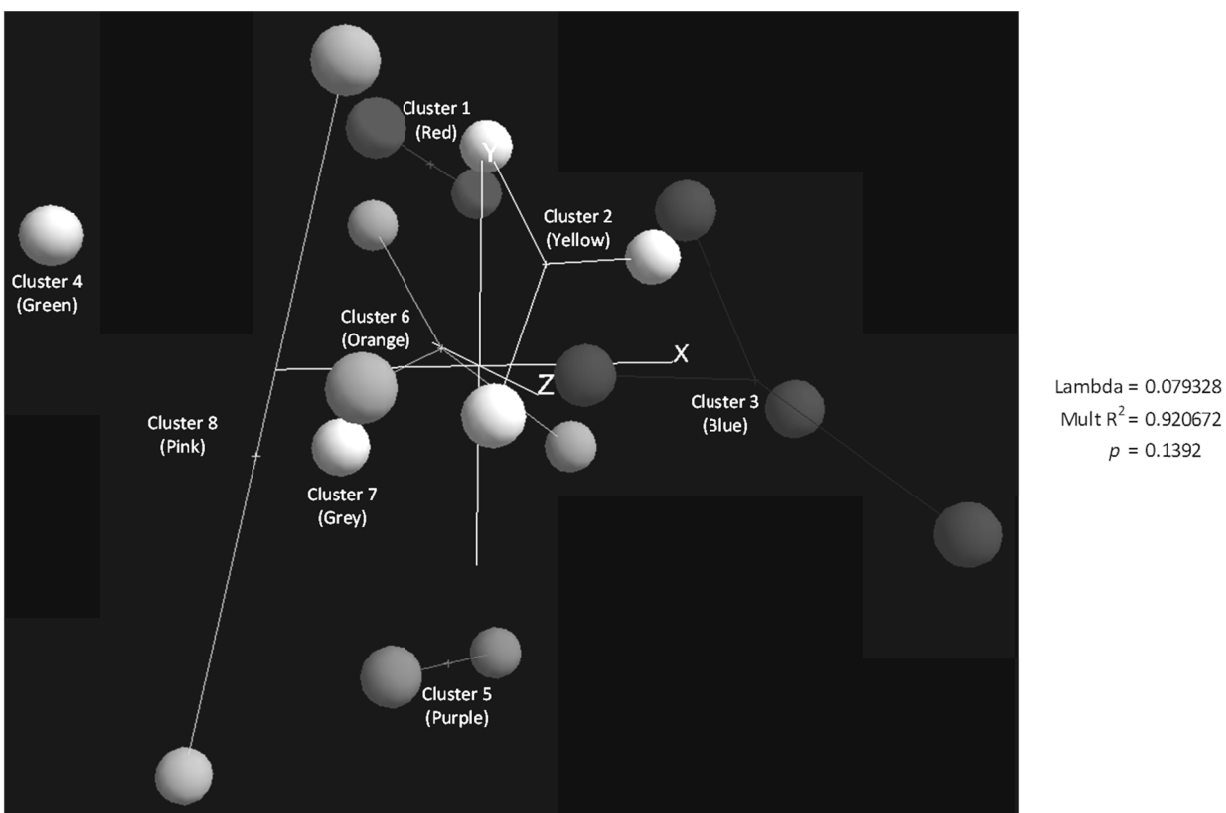 Cluster 1
(Red)
Y
Cluster 2
(Yellow)
Cluster 4
(Green)
Cluster 6
(Orange)
X
Z
Cluster 3
(Blue)
Cluster 8
(Pink)
Cluster 7
(Grey)
Cluster 5
(Purple)
Lambda = 0.079328
Mult R² = 0.920672
p = 0.1392